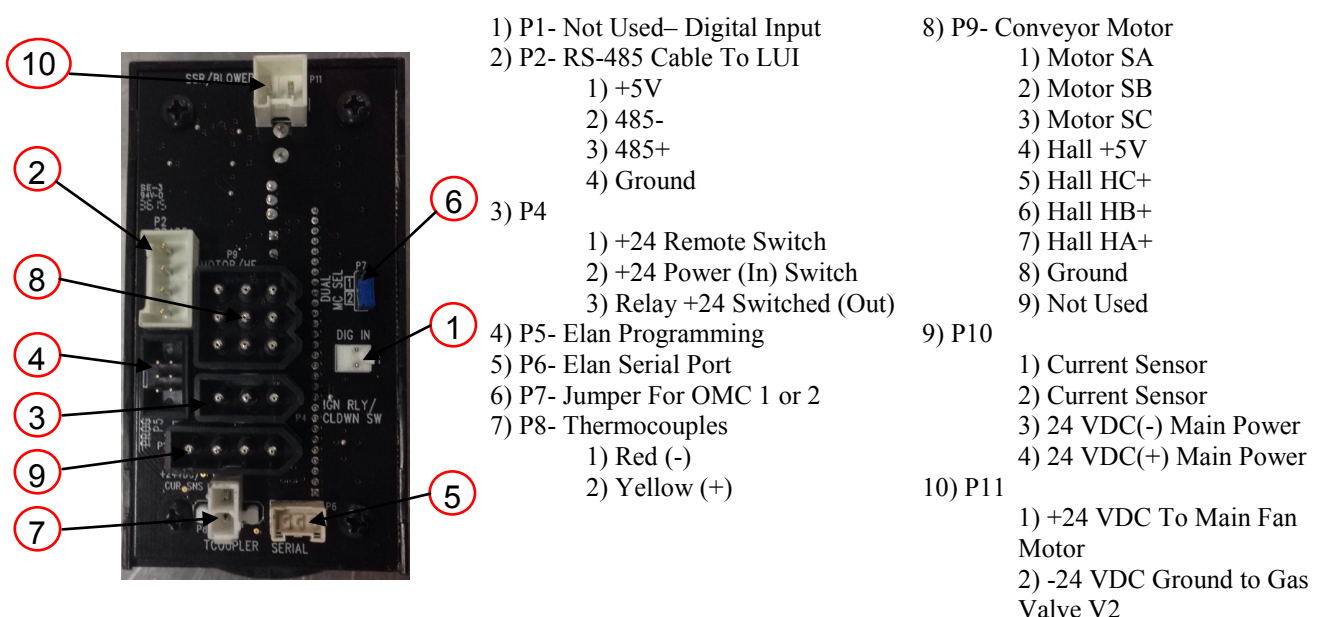 10
SSR/BLOWER
P11
2
P2
6
P9
MOTOR/HE
P7
8
DUAL
MC SEL
1
2
DIG IN
1
4
3
IGN RLY/
CLDWN SW
P4
PROG
P5
9
+24VDC/
CUR SNS
5
P6
7
TCOUPLER
SERIAL
1) P1- Not Used– Digital Input
2) P2- RS-485 Cable To LUI
1) +5V
2) 485-
3) 485+
4) Ground
3) P4
1) +24 Remote Switch
2) +24 Power (In) Switch
3) Relay +24 Switched (Out)
4) P5- Elan Programming
5) P6- Elan Serial Port
6) P7- Jumper For OMC 1 or 2
7) P8- Thermocouples
1) Red (-)
2) Yellow (+)
8) P9- Conveyor Motor
1) Motor SA
2) Motor SB
3) Motor SC
4) Hall +5V
5) Hall HC+
6) Hall HB+
7) Hall HA+
8) Ground
9) Not Used
9) P10
1) Current Sensor
2) Current Sensor
3) 24 VDC(-) Main Power
4) 24 VDC(+) Main Power
10) P11
1) +24 VDC To Main Fan
Motor
2) -24 VDC Ground to Gas
Valve V2